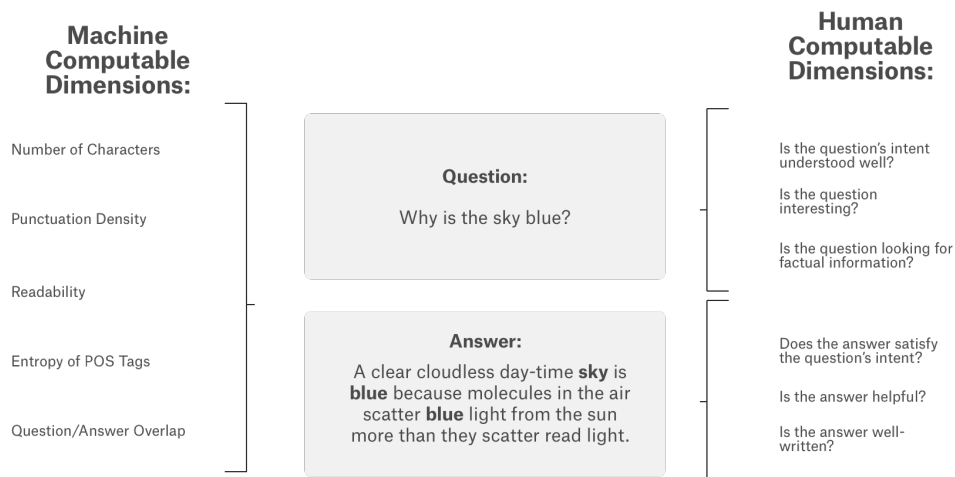 Machine
Computable
Dimensions:
Number of Characters
Punctuation Density
Readability
Entropy of POS Tags
Question/Answer Overlap
Question:
Why is the sky blue?
Answer:
A clear cloudless day-time sky is
blue because molecules in the air
scatter blue light from the sun
more than they scatter read light.
Human
Computable
Dimensions:
Is the question's intent
understood well?
Is the question
interesting?
Is the question looking for
factual information?
Does the answer satisfy
the question's intent?
Is the answer helpful?
Is the answer well-
written?